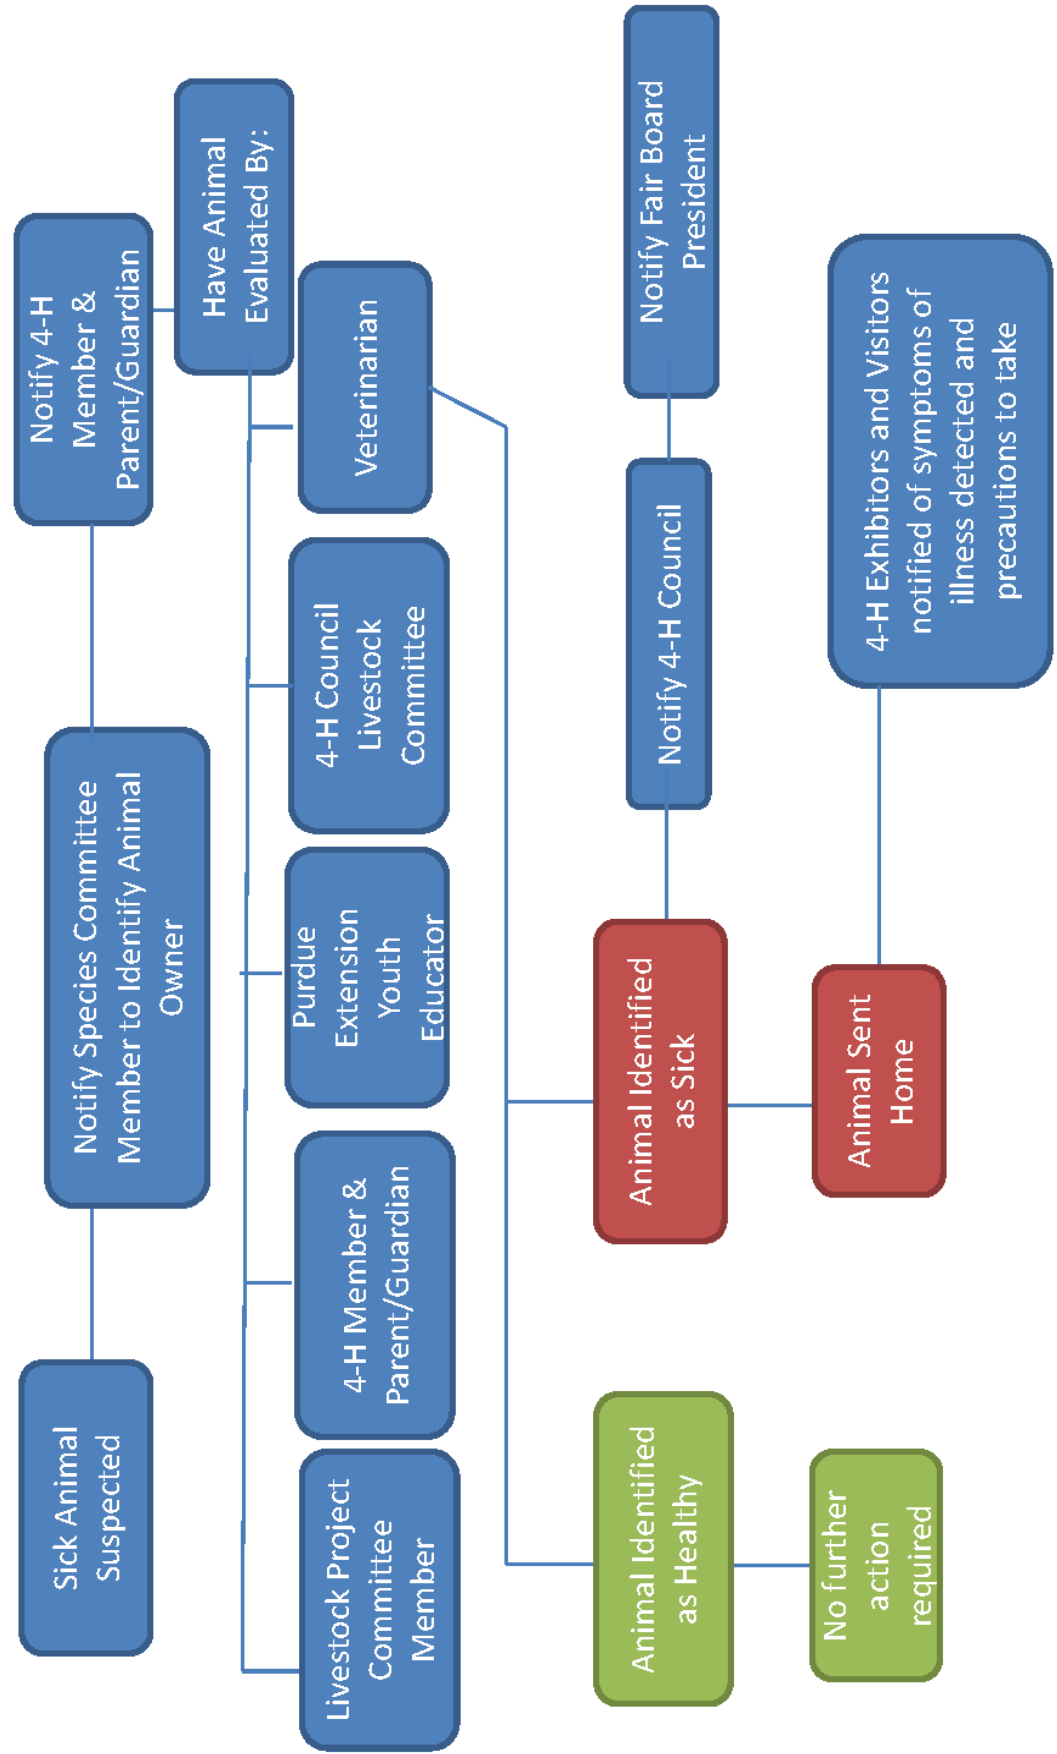 Sick Animal
Suspected
Notify Species Committee
Member to Identify Animal
Owner
Notify 4-H
Member &
Parent/Guardian
Have Animal
Evaluated By:
Livestock Project
Committee
Member
4-H Member &
Parent/Guardian
Purdue
Extension
Youth
Educator
4-H Council
Livestock
Committee
Veterinarian
Animal Identified
as Healthy
Animal Identified
as Sick
Notify 4-H Council
Notify Fair Board
President
No further
action
required
Animal Sent
Home
4-H Exhibitors and Visitors
notified of symptoms of
illness detected and
precautions to take